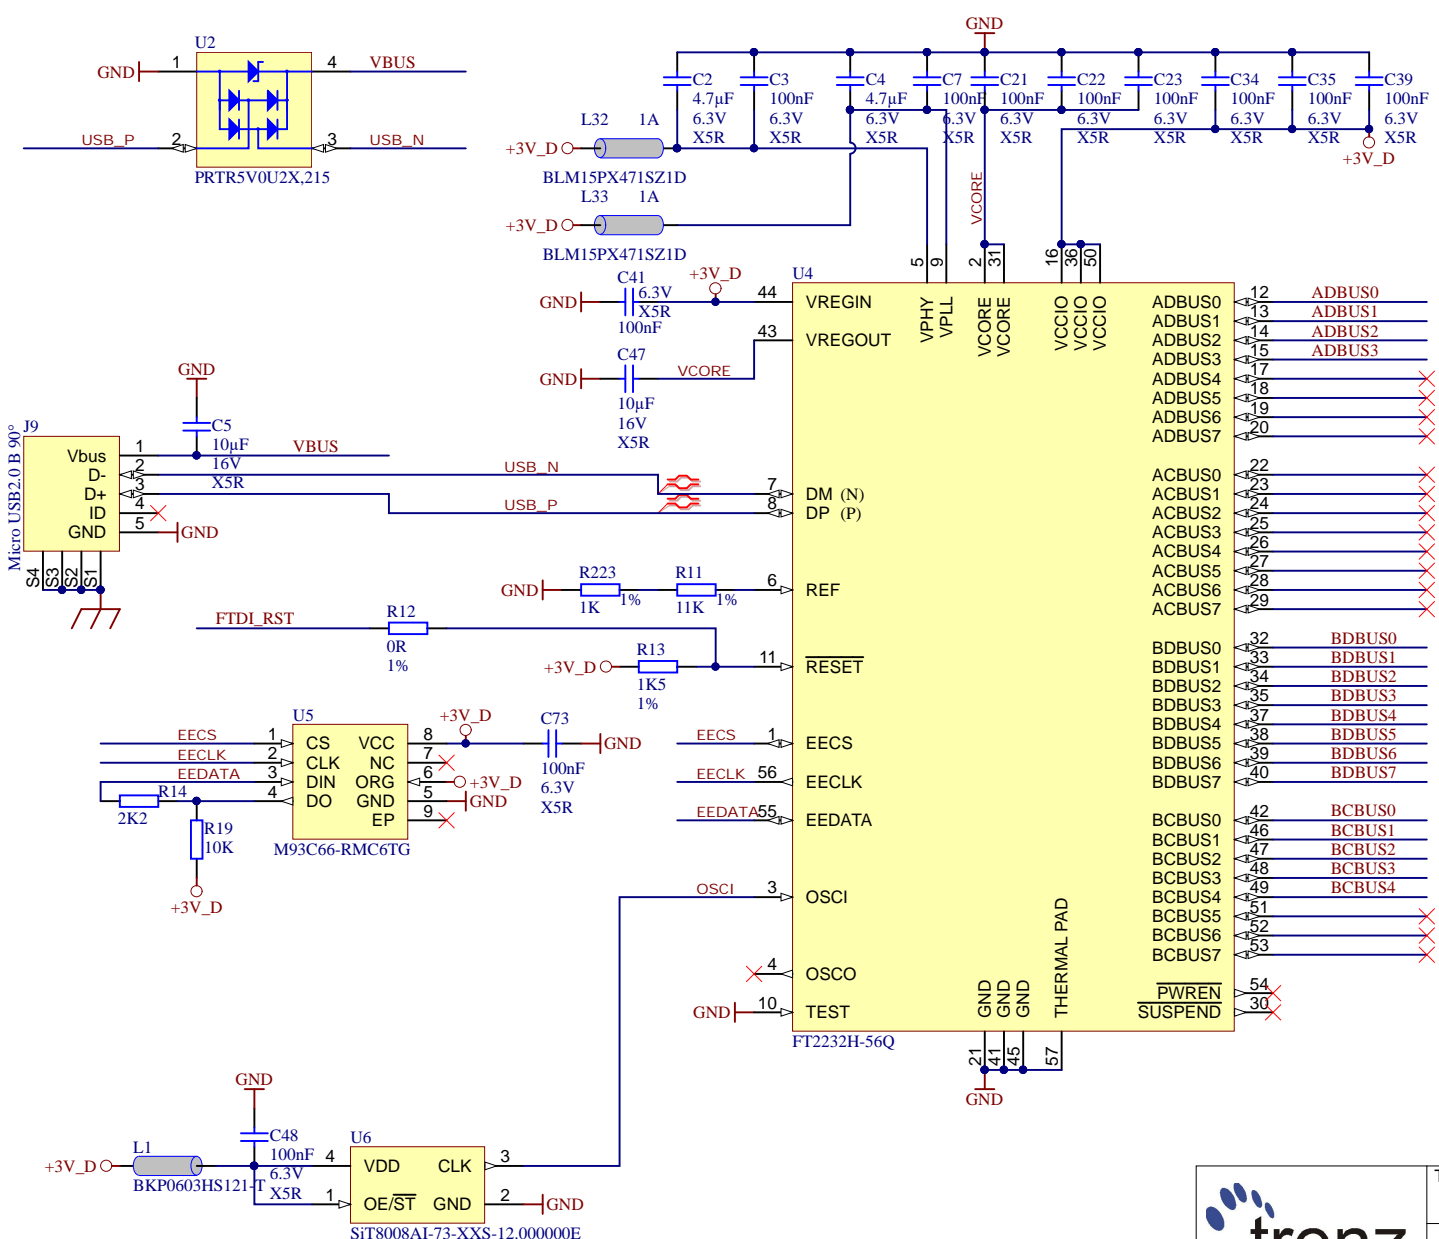 U2
GND
1
4
VBUS
USB_P
2
3
USB_N
PRTR5V0U2X,215
GND
C2
4.7µF
6.3V
X5R
C3
100nF
6.3V
X5R
C4
4.7µF
6.3V
X5R
C7
100nF
6.3V
X5R
C21
100nF
6.3V
X5R
C22
100nF
6.3V
X5R
C23
100nF
6.3V
X5R
C34
100nF
6.3V
X5R
C35
100nF
6.3V
X5R
C39
100nF
6.3V
X5R
+3V_D
L32 1A
+3V_D
BLM15PX471SZ1D
L33 1A
+3V_D
BLM15PX471SZ1D
VCORE
C41
6.3V
X5R
100nF
GND
+3V_D
C47
GND
VCORE
10µF
16V
X5R
GND
C5
10µF
16V
X5R
J9
Micro USB2.0 B 90°
Vbus 1 VBUS
D- 2 USB_N
D+ 3 USB_P
ID 4
GND 5 GND
S4 S3 S2 S1
R223
1K
1%
R11
11K
1%
GND
FTDI_RST
R12
0R
1%
+3V_D
R13
1K5
1%
U5
EECS 1 CS
EECLK 2 CLK
EEDATA 3 DIN
4 DO
VCC 8
NC 7
ORG 6 +3V_D
GND 5 GND
EP 9
M93C66-RMC6TG
+3V_D
C73
100nF
6.3V
X5R
GND
R14
2K2
R19
10K
+3V_D
U4
5 VPHY
9 VPLL
2 VCORE
31 VCORE
16 VCCIO
36 VCCIO
50 VCCIO
44 VREGIN
43 VREGOUT
7 DM (N)
8 DP (P)
6 REF
11 RESET
EECS 1 EECS
EECLK 56 EECLK
EEDATA 55 EEDATA
OSCI 3 OSCI
4 OSCO
GND 10 TEST
ADBUS0 12 ADBUS0
ADBUS1 13 ADBUS1
ADBUS2 14 ADBUS2
ADBUS3 15 ADBUS3
ADBUS4 17
ADBUS5 18
ADBUS6 19
ADBUS7 20
ACBUS0 22
ACBUS1 23
ACBUS2 24
ACBUS3 25
ACBUS4 26
ACBUS5 27
ACBUS6 28
ACBUS7 29
BDBUS0 32 BDBUS0
BDBUS1 33 BDBUS1
BDBUS2 34 BDBUS2
BDBUS3 35 BDBUS3
BDBUS4 37 BDBUS4
BDBUS5 38 BDBUS5
BDBUS6 39 BDBUS6
BDBUS7 40 BDBUS7
BCBUS0 42 BCBUS0
BCBUS1 46 BCBUS1
BCBUS2 47 BCBUS2
BCBUS3 48 BCBUS3
BCBUS4 49 BCBUS4
BCBUS5 51
BCBUS6 52
BCBUS7 53
PWREN 54
SUSPEND 30
GND 21
GND 41
GND 45
THERMAL PAD 57
FT2232H-56Q
GND
GND
C48
100nF
6.3V
X5R
L1
+3V_D
BKP0603HS121-T
U6
4 VDD
CLK 3
1 OE/ST
GND 2 GND
SiT8008AI-73-XXS-12.000000E
trenz